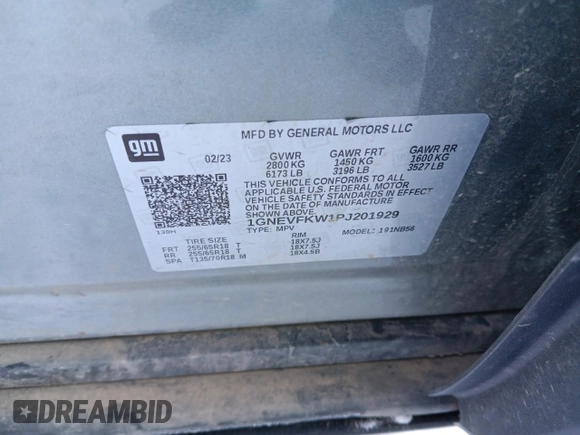 gm
MFD BY GENERAL MOTORS LLC
02/23 GVWR GAWR FRT GAWR RR
2800 KG 1450 KG 1600 KG
6173 LB 3196 LB 3527 LB
THIS VEHICLE CONFORMS TO ALL
APPLICABLE U.S. FEDERAL MOTOR
VEHICLE SAFETY STANDARDS IN EFFECT
ON THE DATE OF MANUFACTURE SHOWN
ABOVE.
1GNEVFKW1PJ201929
139H TYPE: MPV MODEL: 191NB56
TIRE SIZE RIM
FRT 255/65R18 T 18X7.5J
RR 255/65R18 T 18X7.5J
SPA T135/70R18 M 18X4.5B
DREAMBID